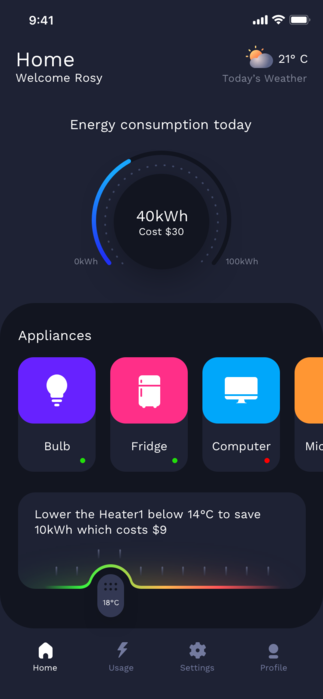 9:41
Home
Welcome Rosy
21° C
Today's Weather
Energy consumption today
40kWh
Cost $30
0kWh
100kWh
Appliances
Bulb
Fridge
Computer
Mic
Lower the Heater1 below 14°C to save
10kWh which costs $9
18°C
Home
Usage
Settings
Profile